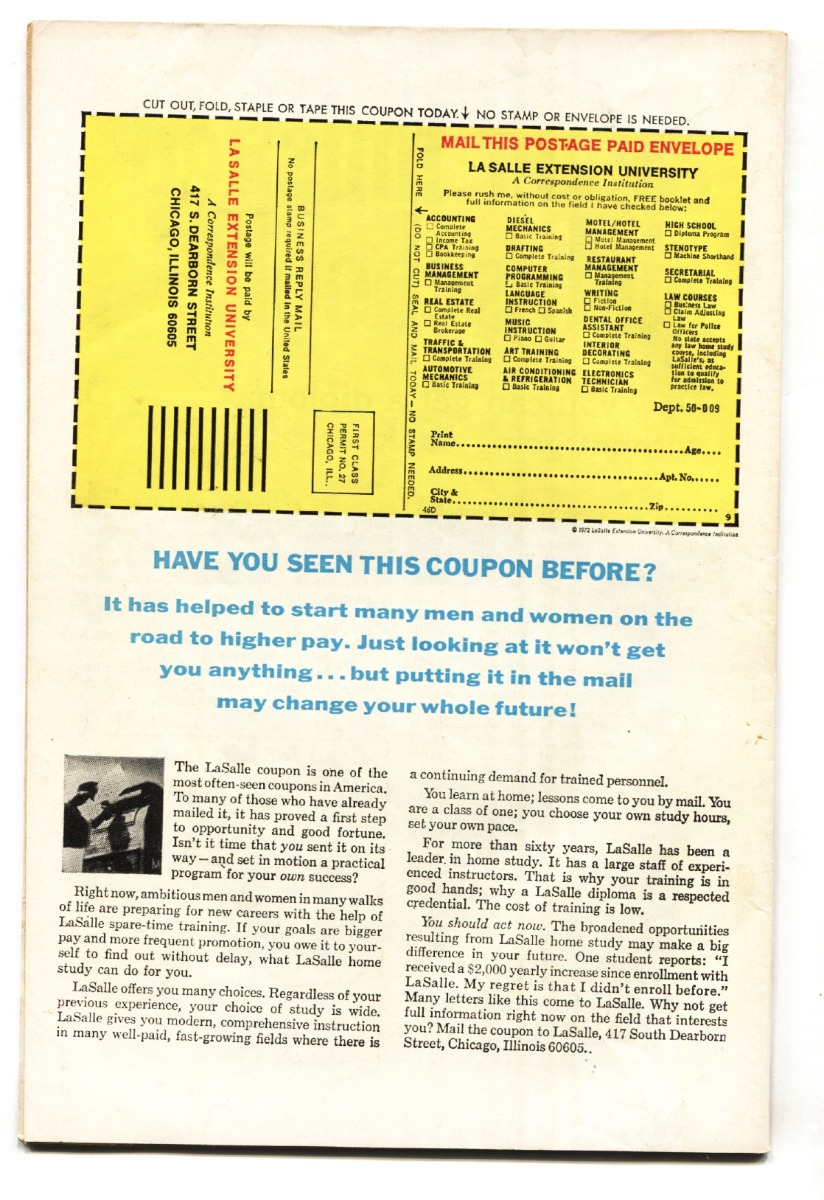 CUT OUT, FOLD, STAPLE OR TAPE THIS COUPON TODAY.↓ NO STAMP OR ENVELOPE IS NEEDED.
Postage will be paid by
LASALLE EXTENSION UNIVERSITY
A Correspondence Institution
417 S. DEARBORN STREET
CHICAGO, ILLINOIS 60605
BUSINESS REPLY MAIL
No postage stamp required if mailed in the United States
FIRST CLASS
PERMIT NO. 27
CHICAGO, ILL.
FOLD HERE → (DO NOT CUT) SEAL AND MAIL TODAY — NO STAMP NEEDED.
MAIL THIS POSTAGE PAID ENVELOPE
LA SALLE EXTENSION UNIVERSITY
A Correspondence Institution
Please rush me, without cost or obligation, FREE booklet and
full information on the field I have checked below:
ACCOUNTING
☐ Complete
Accounting
☐ Income Tax
☐ CPA Training
☐ Bookkeeping
BUSINESS
MANAGEMENT
☐ Management
Training
REAL ESTATE
☐ Complete Real
Estate
☐ Real Estate
Brokerage
TRAFFIC &
TRANSPORTATION
☐ Complete Training
AUTOMOTIVE
MECHANICS
☐ Basic Training
DIESEL
MECHANICS
☐ Basic Training
DRAFTING
☐ Complete Training
COMPUTER
PROGRAMMING
☐ Basic Training
LANGUAGE
INSTRUCTION
☐ French ☐ Spanish
MUSIC
INSTRUCTION
☐ Piano ☐ Guitar
ART TRAINING
☐ Complete Training
AIR CONDITIONING
& REFRIGERATION
☐ Basic Training
MOTEL/HOTEL
MANAGEMENT
☐ Motel Management
☐ Hotel Management
RESTAURANT
MANAGEMENT
☐ Management
Training
WRITING
☐ Fiction
☐ Non-Fiction
DENTAL OFFICE
ASSISTANT
☐ Complete Training
INTERIOR
DECORATING
☐ Complete Training
ELECTRONICS
TECHNICIAN
☐ Basic Training
HIGH SCHOOL
☐ Diploma Program
STENOTYPE
☐ Machine Shorthand
SECRETARIAL
☐ Complete Training
LAW COURSES
☐ Business Law
☐ Claim Adjusting
Law
☐ Law for Police
Officers
No state accepts
any law home study
course, including
LaSalle's, as
sufficient educa-
tion to qualify
for admission to
practice law.
Dept. 56-009
Print
Name..........Age....
Address..........Apt. No......
City &
State..........Zip..........
46D 9
© 1972 LaSalle Extension University. A Correspondence Institution
HAVE YOU SEEN THIS COUPON BEFORE?
It has helped to start many men and women on the
road to higher pay. Just looking at it won't get
you anything...but putting it in the mail
may change your whole future!
The LaSalle coupon is one of the
most often-seen coupons in America.
To many of those who have already
mailed it, it has proved a first step
to opportunity and good fortune.
Isn't it time that you sent it on its
way—and set in motion a practical
program for your own success?
Right now, ambitious men and women in many walks
of life are preparing for new careers with the help of
LaSalle spare-time training. If your goals are bigger
pay and more frequent promotion, you owe it to your-
self to find out without delay, what LaSalle home
study can do for you.
LaSalle offers you many choices. Regardless of your
previous experience, your choice of study is wide.
LaSalle gives you modern, comprehensive instruction
in many well-paid, fast-growing fields where there is
a continuing demand for trained personnel.
You learn at home; lessons come to you by mail. You
are a class of one; you choose your own study hours,
set your own pace.
For more than sixty years, LaSalle has been a
leader in home study. It has a large staff of experi-
enced instructors. That is why your training is in
good hands; why a LaSalle diploma is a respected
credential. The cost of training is low.
You should act now. The broadened opportunities
resulting from LaSalle home study may make a big
difference in your future. One student reports: "I
received a $2,000 yearly increase since enrollment with
LaSalle. My regret is that I didn't enroll before."
Many letters like this come to LaSalle. Why not get
full information right now on the field that interests
you? Mail the coupon to LaSalle, 417 South Dearborn
Street, Chicago, Illinois 60605..